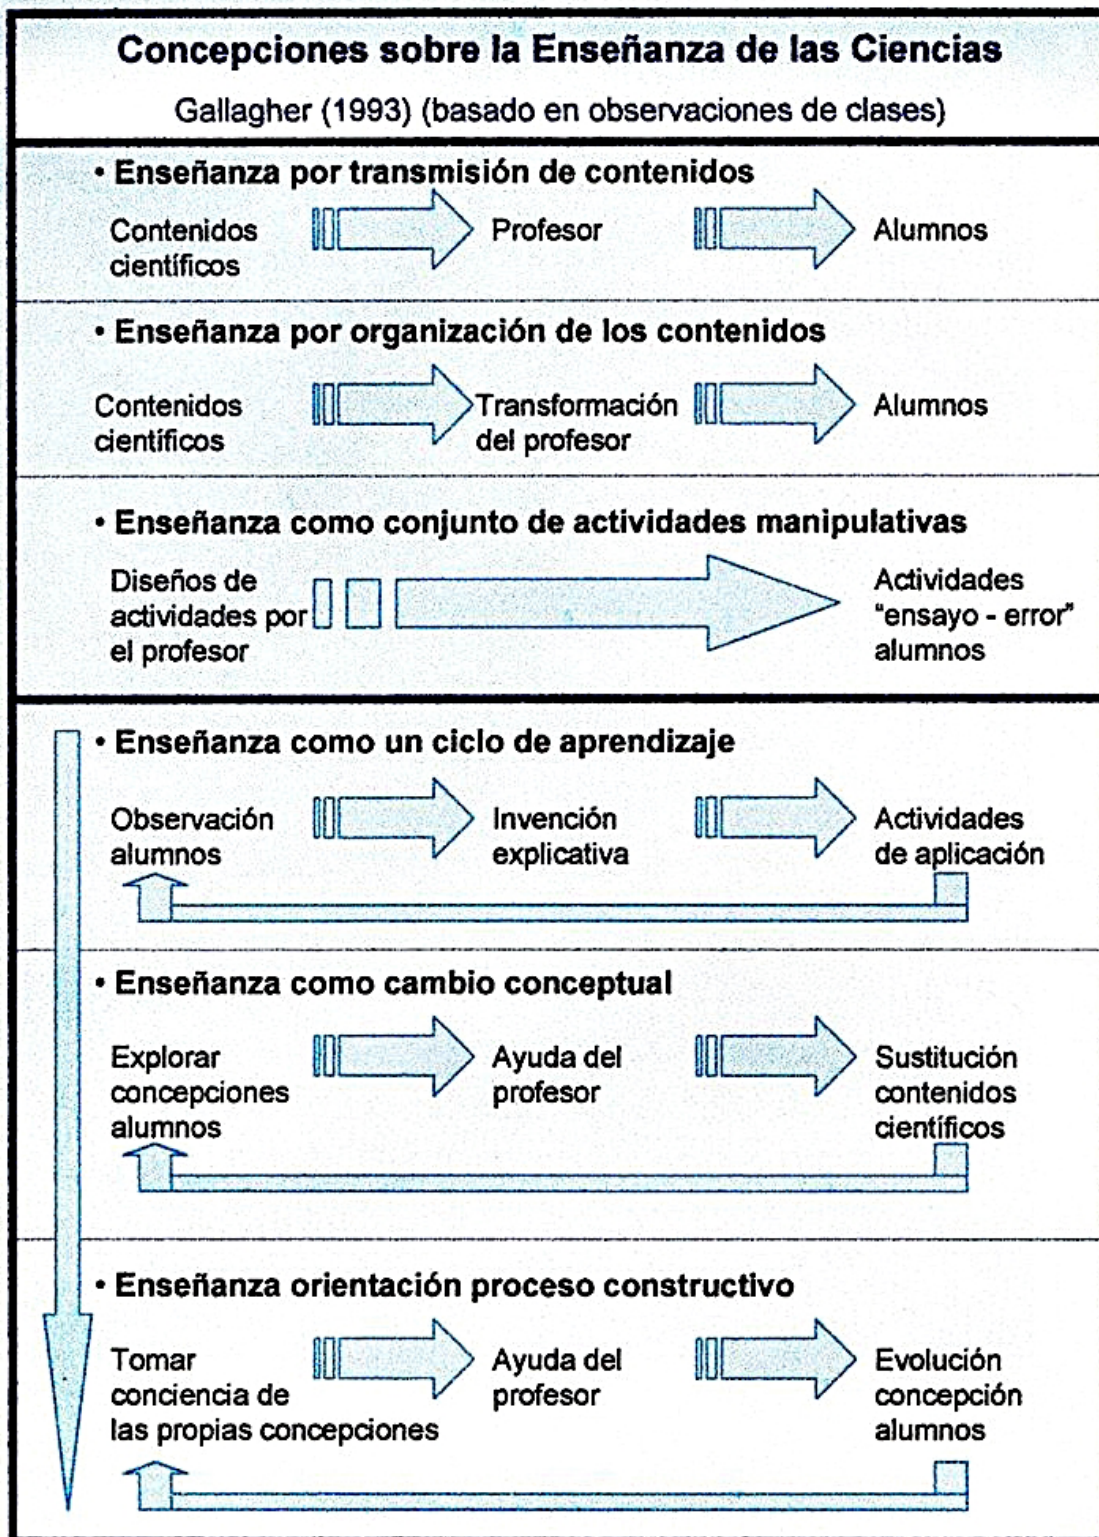 Concepciones sobre la Enseñanza de las Ciencias
Gallagher (1993) (basado en observaciones de clases)
• Enseñanza por transmisión de contenidos
Contenidos científicos
Profesor
Alumnos
• Enseñanza por organización de los contenidos
Contenidos científicos
Transformación del profesor
Alumnos
• Enseñanza como conjunto de actividades manipulativas
Diseños de
actividades por
el profesor
Actividades
“ensayo - error”
alumnos
• Enseñanza como un ciclo de aprendizaje
Observación
alumnos
Invención
explicativa
Actividades
de aplicación
• Enseñanza como cambio conceptual
Explorar
concepciones
alumnos
Ayuda del
profesor
Sustitución
contenidos
científicos
• Enseñanza orientación proceso constructivo
Tomar
conciencia de
las propias concepciones
Ayuda del
profesor
Evolución
concepción
alumnos